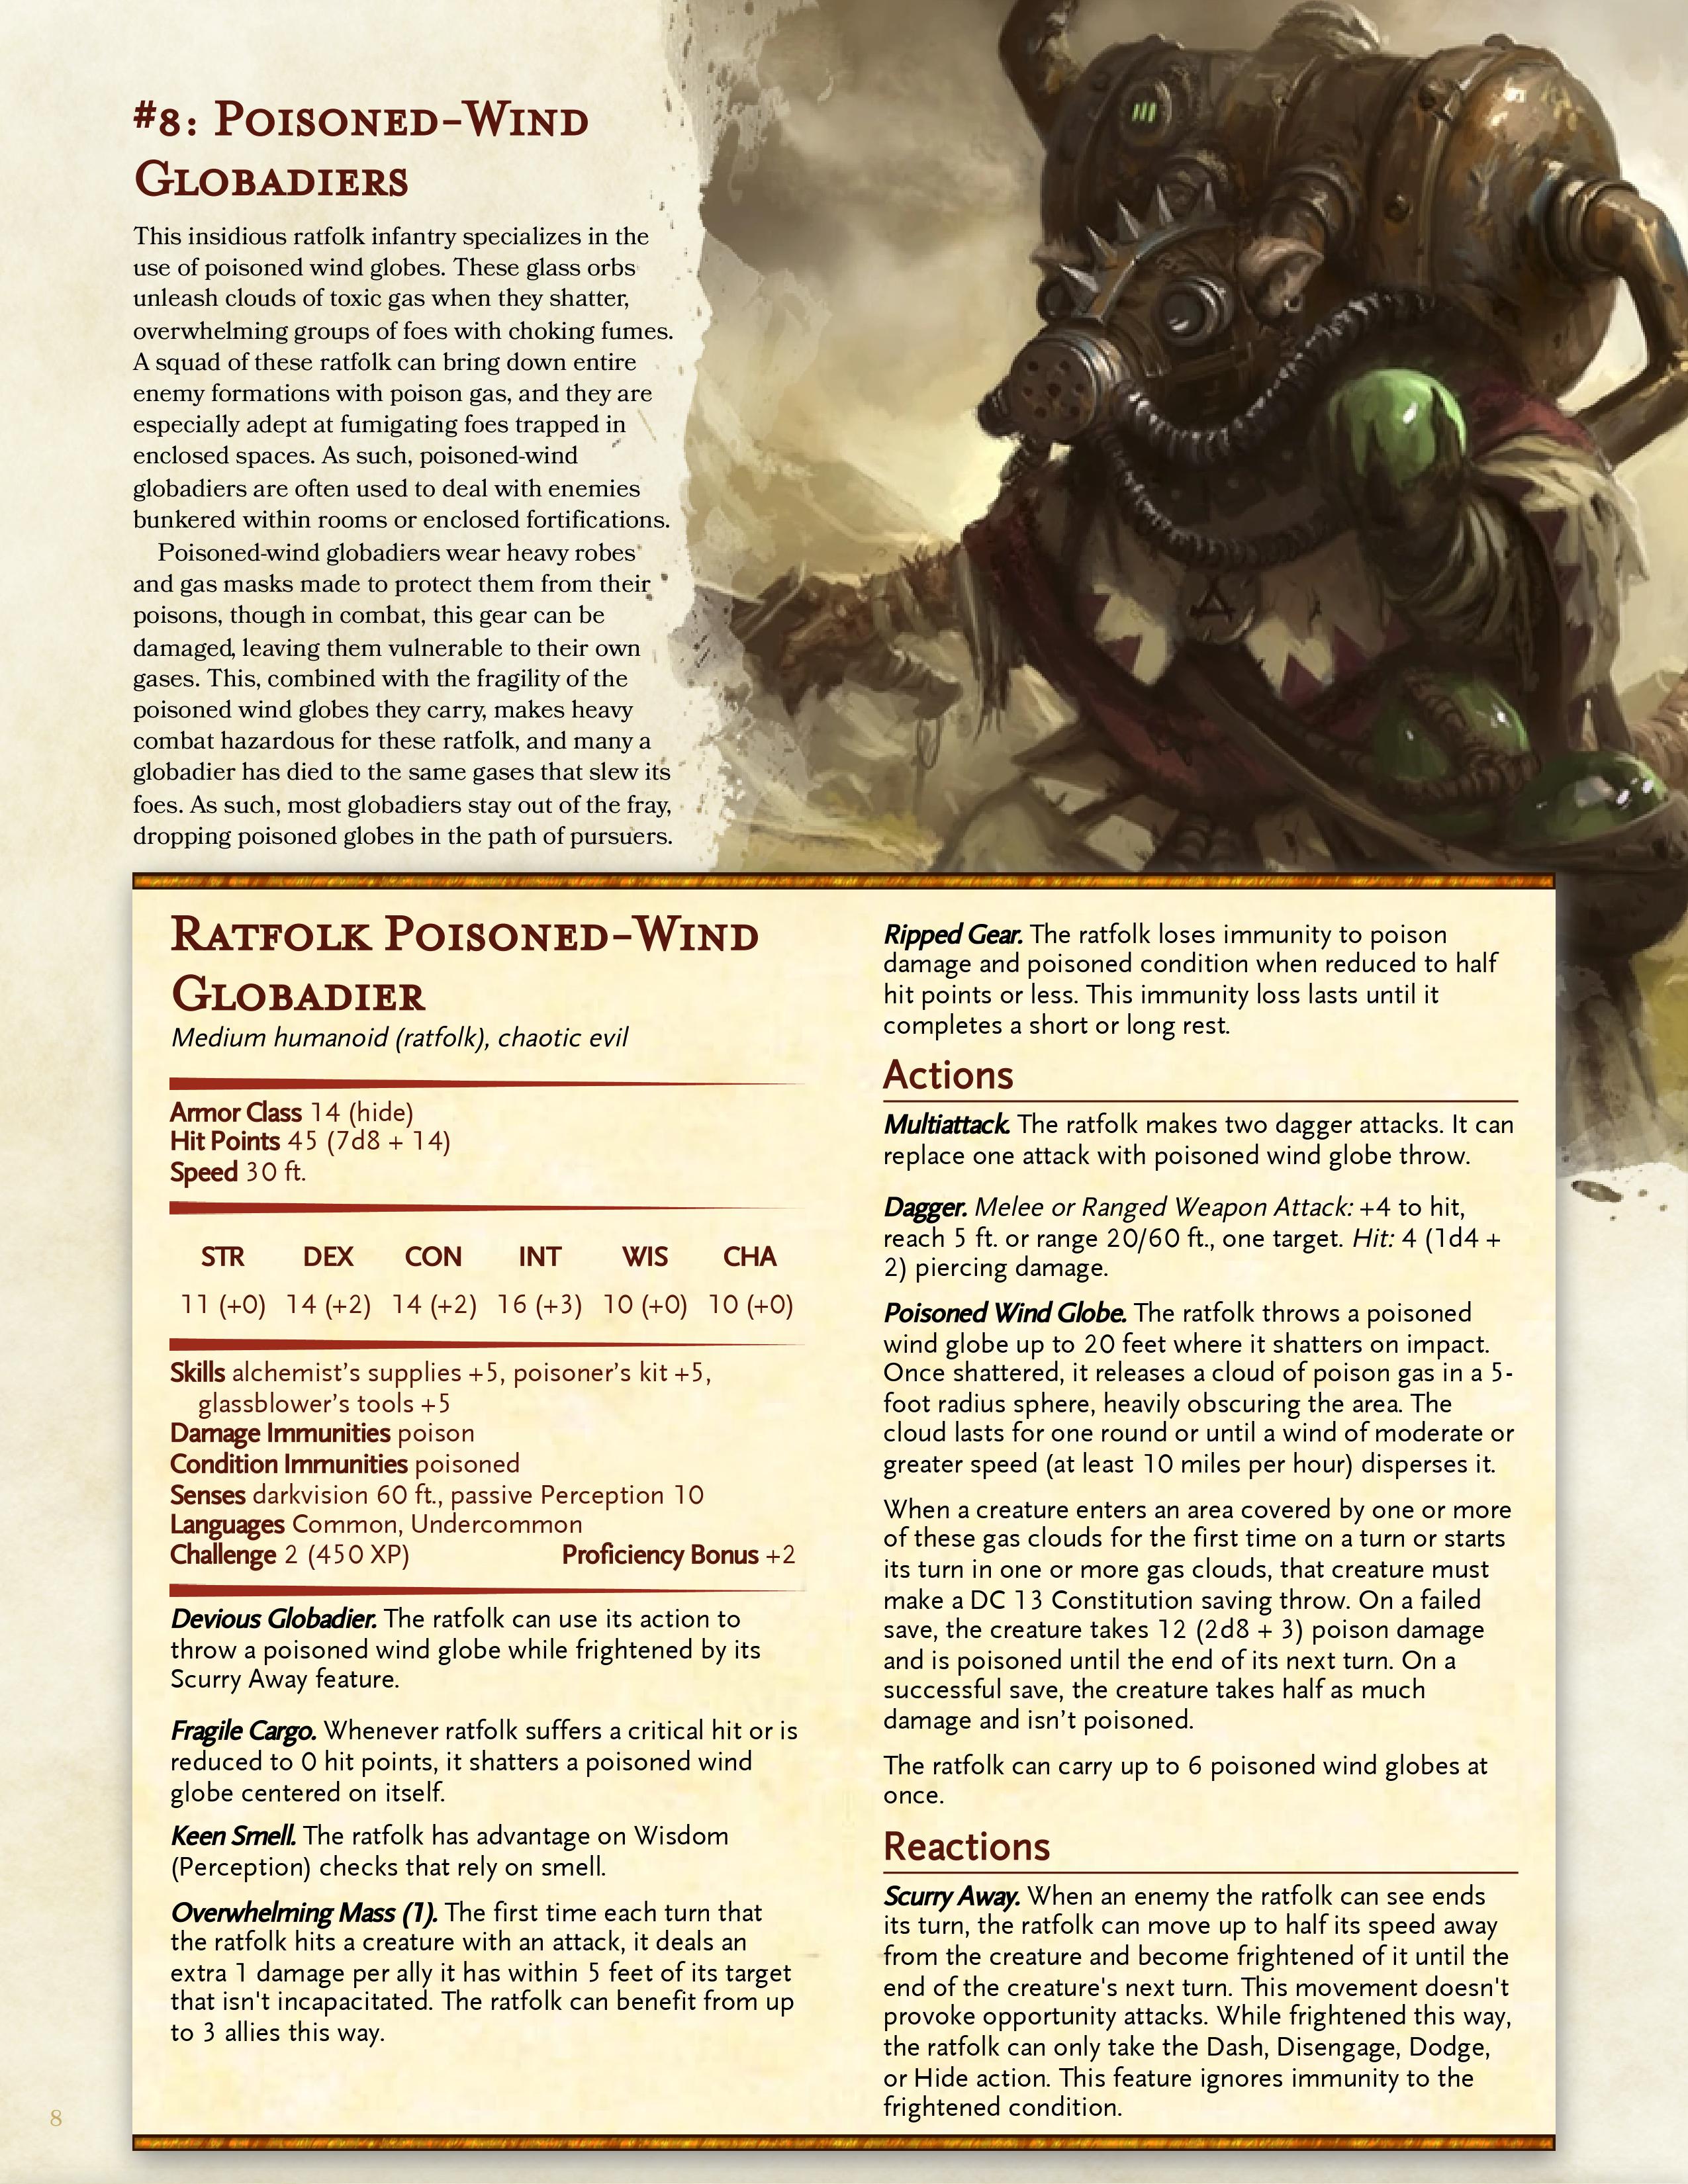 #8: Poisoned-Wind
Globadiers
This insidious ratfolk infantry specializes in the
use of poisoned wind globes. These glass orbs
unleash clouds of toxic gas when they shatter,
overwhelming groups of foes with choking fumes.
A squad of these ratfolk can bring down entire
enemy formations with poison gas, and they are
especially adept at fumigating foes trapped in
enclosed spaces. As such, poisoned-wind
globadiers are often used to deal with enemies
bunkered within rooms or enclosed fortifications.
Poisoned-wind globadiers wear heavy robes
and gas masks made to protect them from their
poisons, though in combat, this gear can be
damaged, leaving them vulnerable to their own
gases. This, combined with the fragility of the
poisoned wind globes they carry, makes heavy
combat hazardous for these ratfolk, and many a
globadier has died to the same gases that slew its
foes. As such, most globadiers stay out of the fray,
dropping poisoned globes in the path of pursuers.
Ratfolk Poisoned-Wind
Globadier
Medium humanoid (ratfolk), chaotic evil
Armor Class 14 (hide)
Hit Points 45 (7d8 + 14)
Speed 30 ft.
STR DEX CON INT WIS CHA
11 (+0) 14 (+2) 14 (+2) 16 (+3) 10 (+0) 10 (+0)
Skills alchemist's supplies +5, poisoner's kit +5,
glassblower's tools +5
Damage Immunities poison
Condition Immunities poisoned
Senses darkvision 60 ft., passive Perception 10
Languages Common, Undercommon
Challenge 2 (450 XP) Proficiency Bonus +2
Devious Globadier. The ratfolk can use its action to
throw a poisoned wind globe while frightened by its
Scurry Away feature.
Fragile Cargo. Whenever ratfolk suffers a critical hit or is
reduced to 0 hit points, it shatters a poisoned wind
globe centered on itself.
Keen Smell. The ratfolk has advantage on Wisdom
(Perception) checks that rely on smell.
Overwhelming Mass (1). The first time each turn that
the ratfolk hits a creature with an attack, it deals an
extra 1 damage per ally it has within 5 feet of its target
that isn't incapacitated. The ratfolk can benefit from up
to 3 allies this way.
Ripped Gear. The ratfolk loses immunity to poison
damage and poisoned condition when reduced to half
hit points or less. This immunity loss lasts until it
completes a short or long rest.
Actions
Multiattack. The ratfolk makes two dagger attacks. It can
replace one attack with poisoned wind globe throw.
Dagger. Melee or Ranged Weapon Attack: +4 to hit,
reach 5 ft. or range 20/60 ft., one target. Hit: 4 (1d4 +
2) piercing damage.
Poisoned Wind Globe. The ratfolk throws a poisoned
wind globe up to 20 feet where it shatters on impact.
Once shattered, it releases a cloud of poison gas in a 5-
foot radius sphere, heavily obscuring the area. The
cloud lasts for one round or until a wind of moderate or
greater speed (at least 10 miles per hour) disperses it.
When a creature enters an area covered by one or more
of these gas clouds for the first time on a turn or starts
its turn in one or more gas clouds, that creature must
make a DC 13 Constitution saving throw. On a failed
save, the creature takes 12 (2d8 + 3) poison damage
and is poisoned until the end of its next turn. On a
successful save, the creature takes half as much
damage and isn't poisoned.
The ratfolk can carry up to 6 poisoned wind globes at
once.
Reactions
Scurry Away. When an enemy the ratfolk can see ends
its turn, the ratfolk can move up to half its speed away
from the creature and become frightened of it until the
end of the creature's next turn. This movement doesn't
provoke opportunity attacks. While frightened this way,
the ratfolk can only take the Dash, Disengage, Dodge,
or Hide action. This feature ignores immunity to the
frightened condition.
8